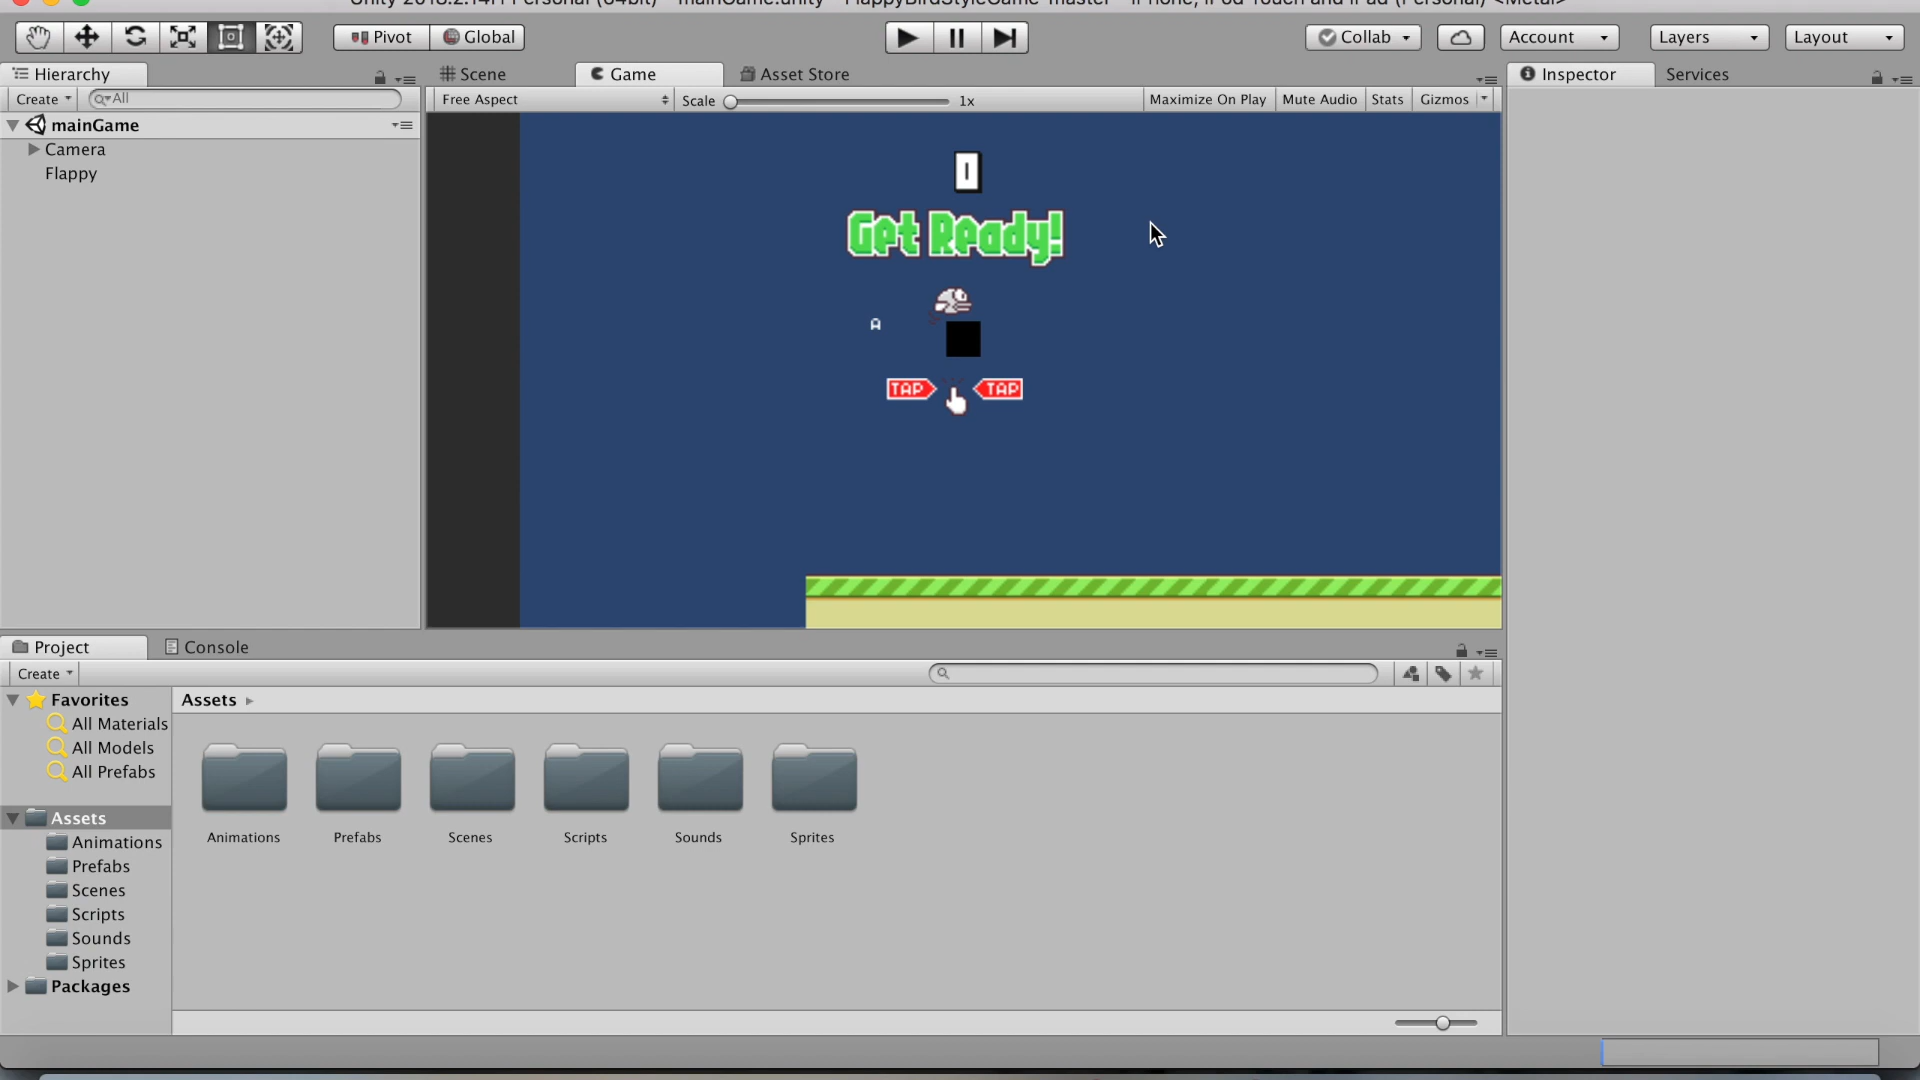 Pivot Global Collab Account Layers Layout
Hierarchy Scene Game Asset Store Inspector Services
Create All Free Aspect Scale 1x Maximize On Play Mute Audio Stats Gizmos
mainGame
Camera
Flappy
Get Ready!
TAP TAP
Project Console
Create
Favorites Assets
All Materials
All Models
All Prefabs
Assets
Animations Prefabs Scenes Scripts Sounds Sprites
Animations
Prefabs
Scenes
Scripts
Sounds
Sprites
Packages